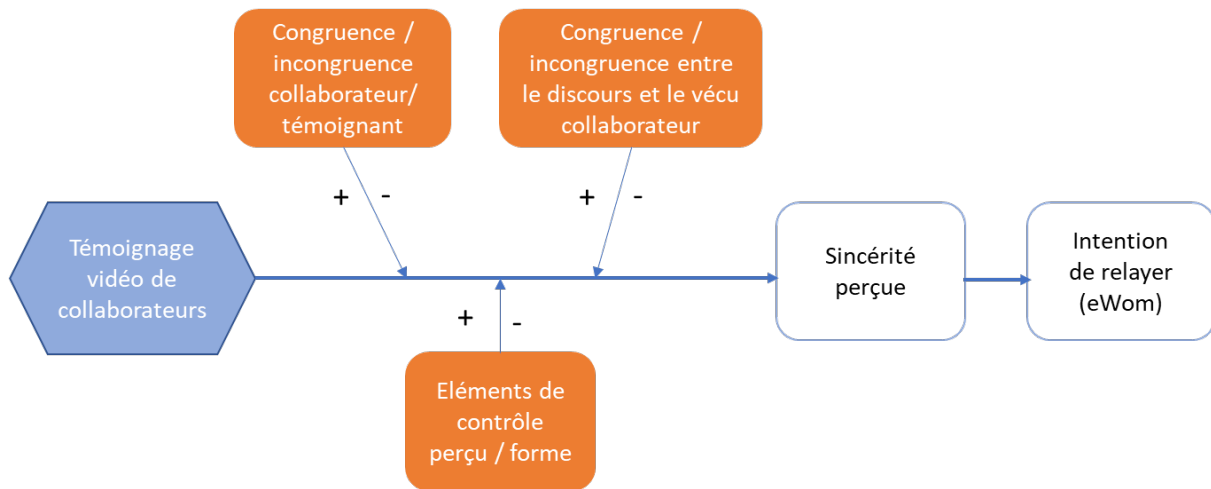 Congruence /
incongruence
collaborateur/
témoignant
Congruence /
incongruence entre
le discours et le vécu
collaborateur
+ -
+ -
Témoignage
vidéo de
collaborateurs
Sincérité
perçue
Intention
de relayer
(eWom)
+ -
Eléments de
contrôle
perçu / forme